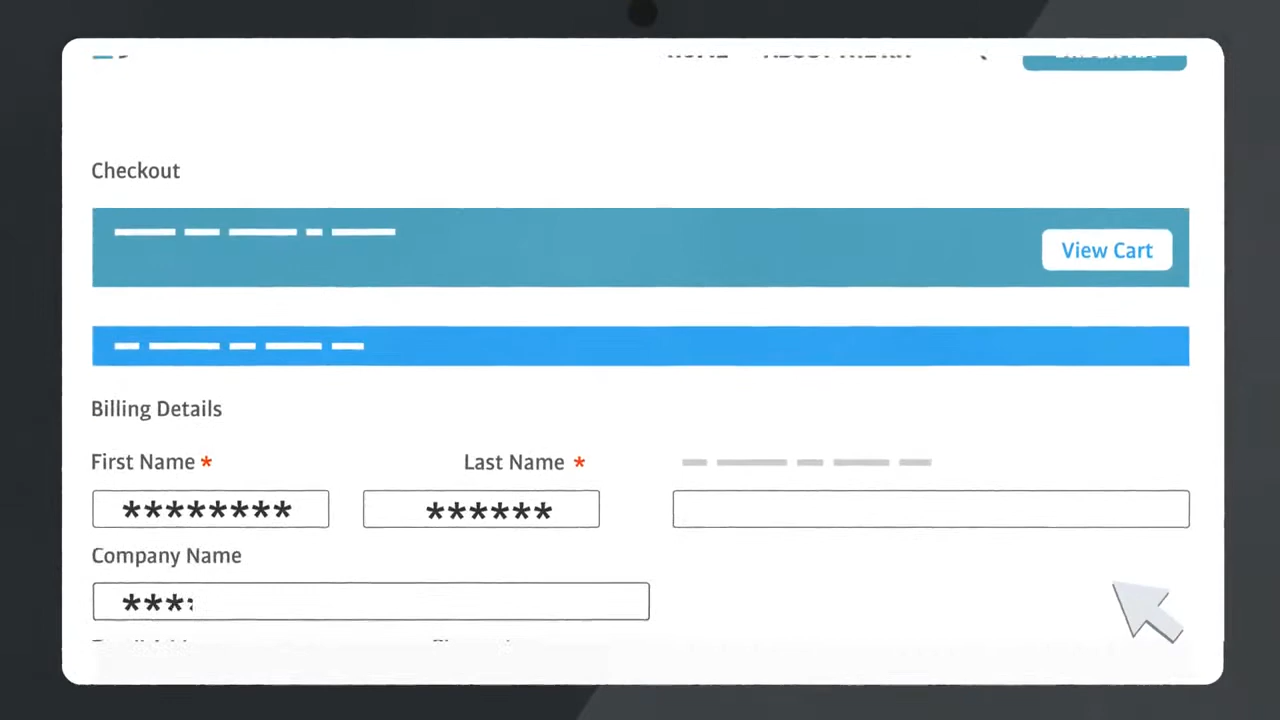 Checkout
View Cart
Billing Details
First Name *
Last Name *
********
******
Company Name
***